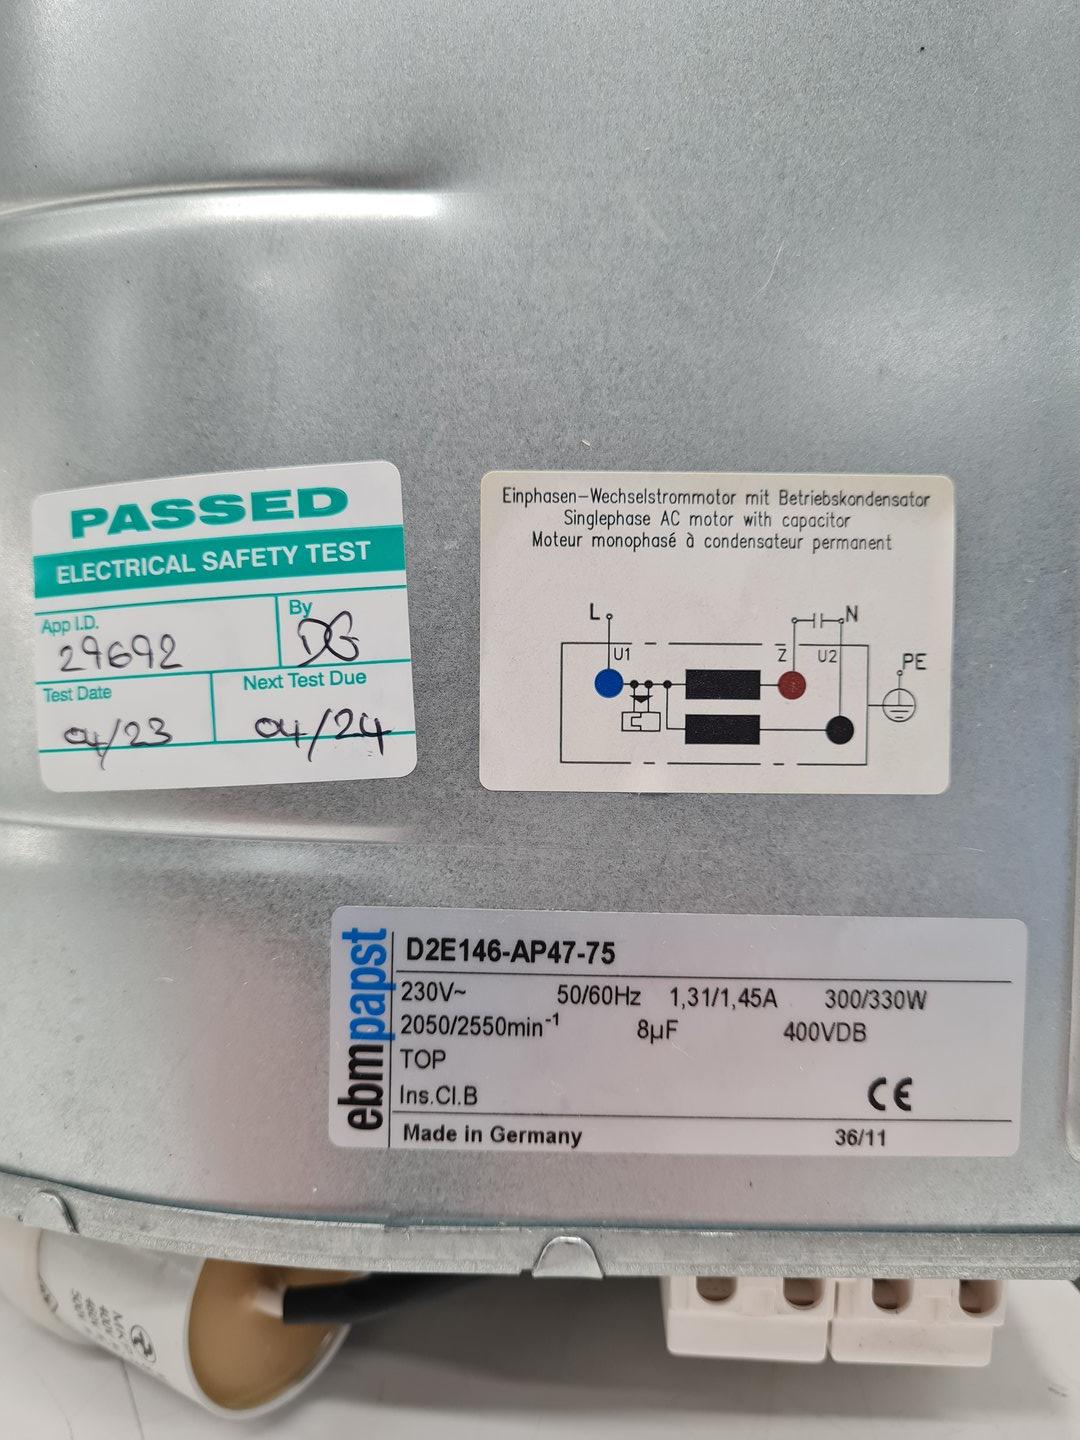 PASSED
ELECTRICAL SAFETY TEST
App I.D.
29692
By
DG
Test Date
04/23
Next Test Due
04/24
Einphasen-Wechselstrommotor mit Betriebskondensator
Singlephase AC motor with capacitor
Moteur monophasé à condensateur permanent
L
N
U1
Z
U2
PE
ebmpapst
D2E146-AP47-75
230V~ 50/60Hz 1,31/1,45A 300/330W
2050/2550min-1 8µF 400VDB
TOP
Ins.Cl.B
CE
Made in Germany 36/11
400V
500V